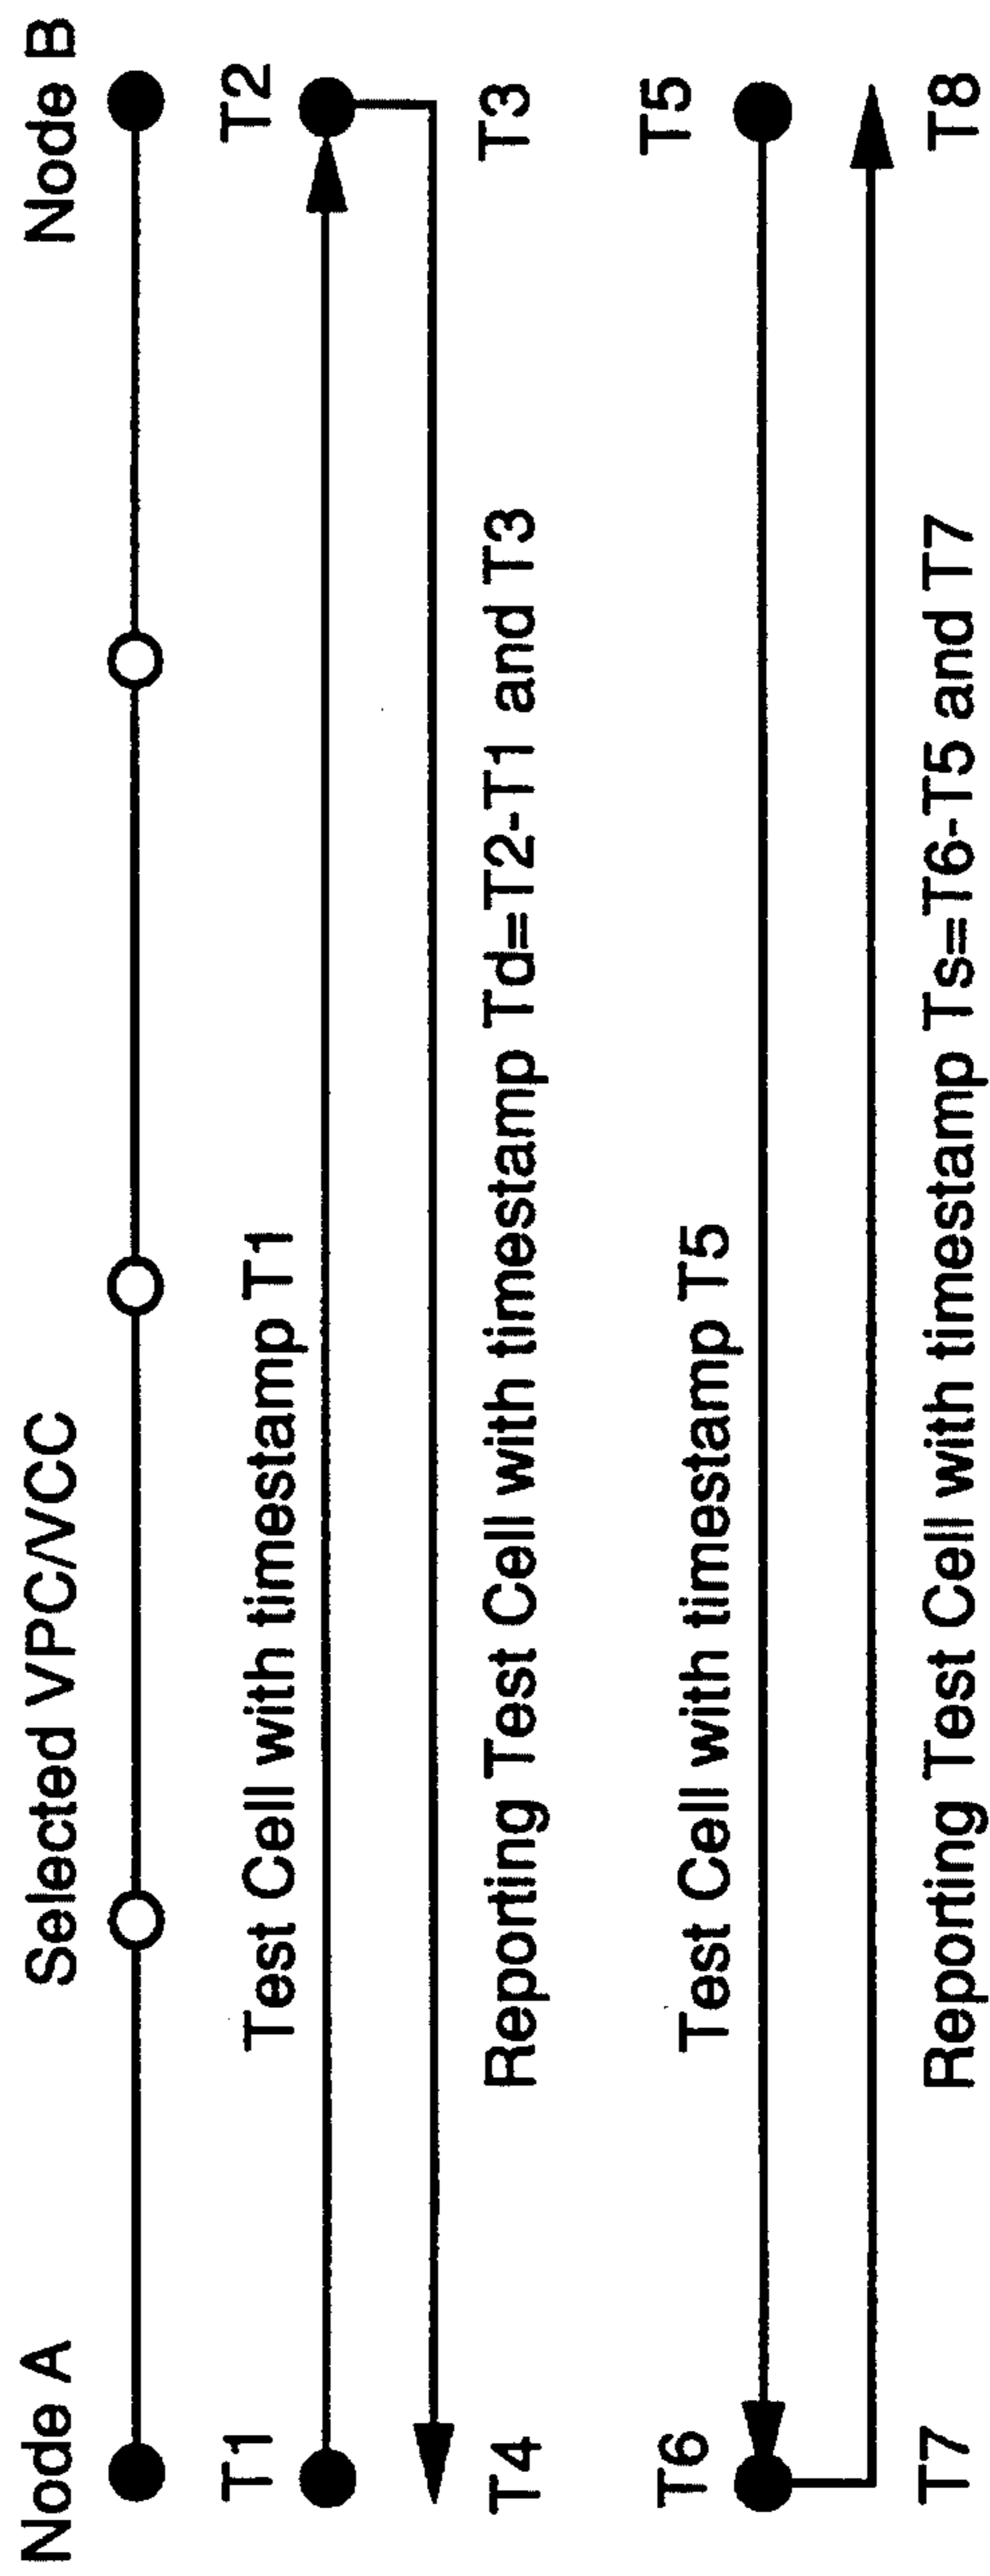 Node A Selected VPC/VCC Node B
T1 T2
Test Cell with timestamp T1
T4 T3
Reporting Test Cell with timestamp Td=T2-T1 and T3
T6 T5
Test Cell with timestamp T5
T7 T8
Reporting Test Cell with timestamp Ts=T6-T5 and T7